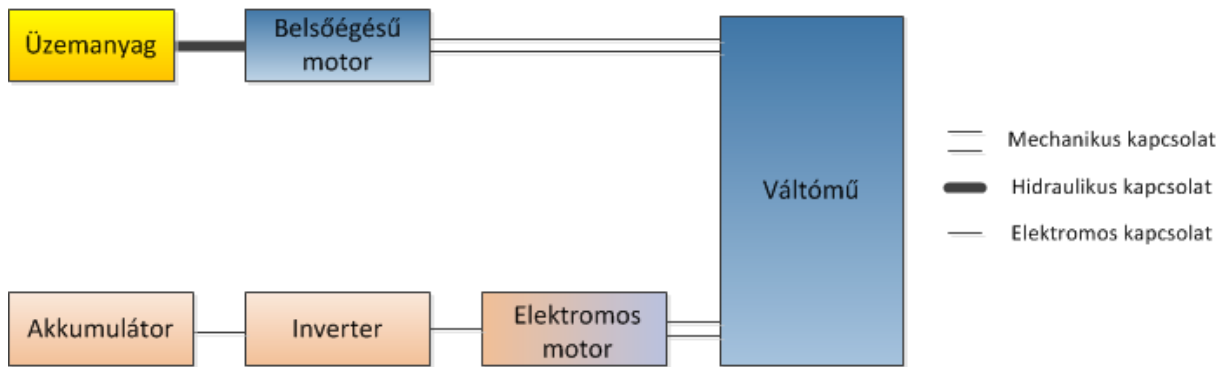 Üzemanyag
Belsőégésű
motor
Váltómű
Mechanikus kapcsolat
Hidraulikus kapcsolat
Elektromos kapcsolat
Akkumulátor
Inverter
Elektromos
motor